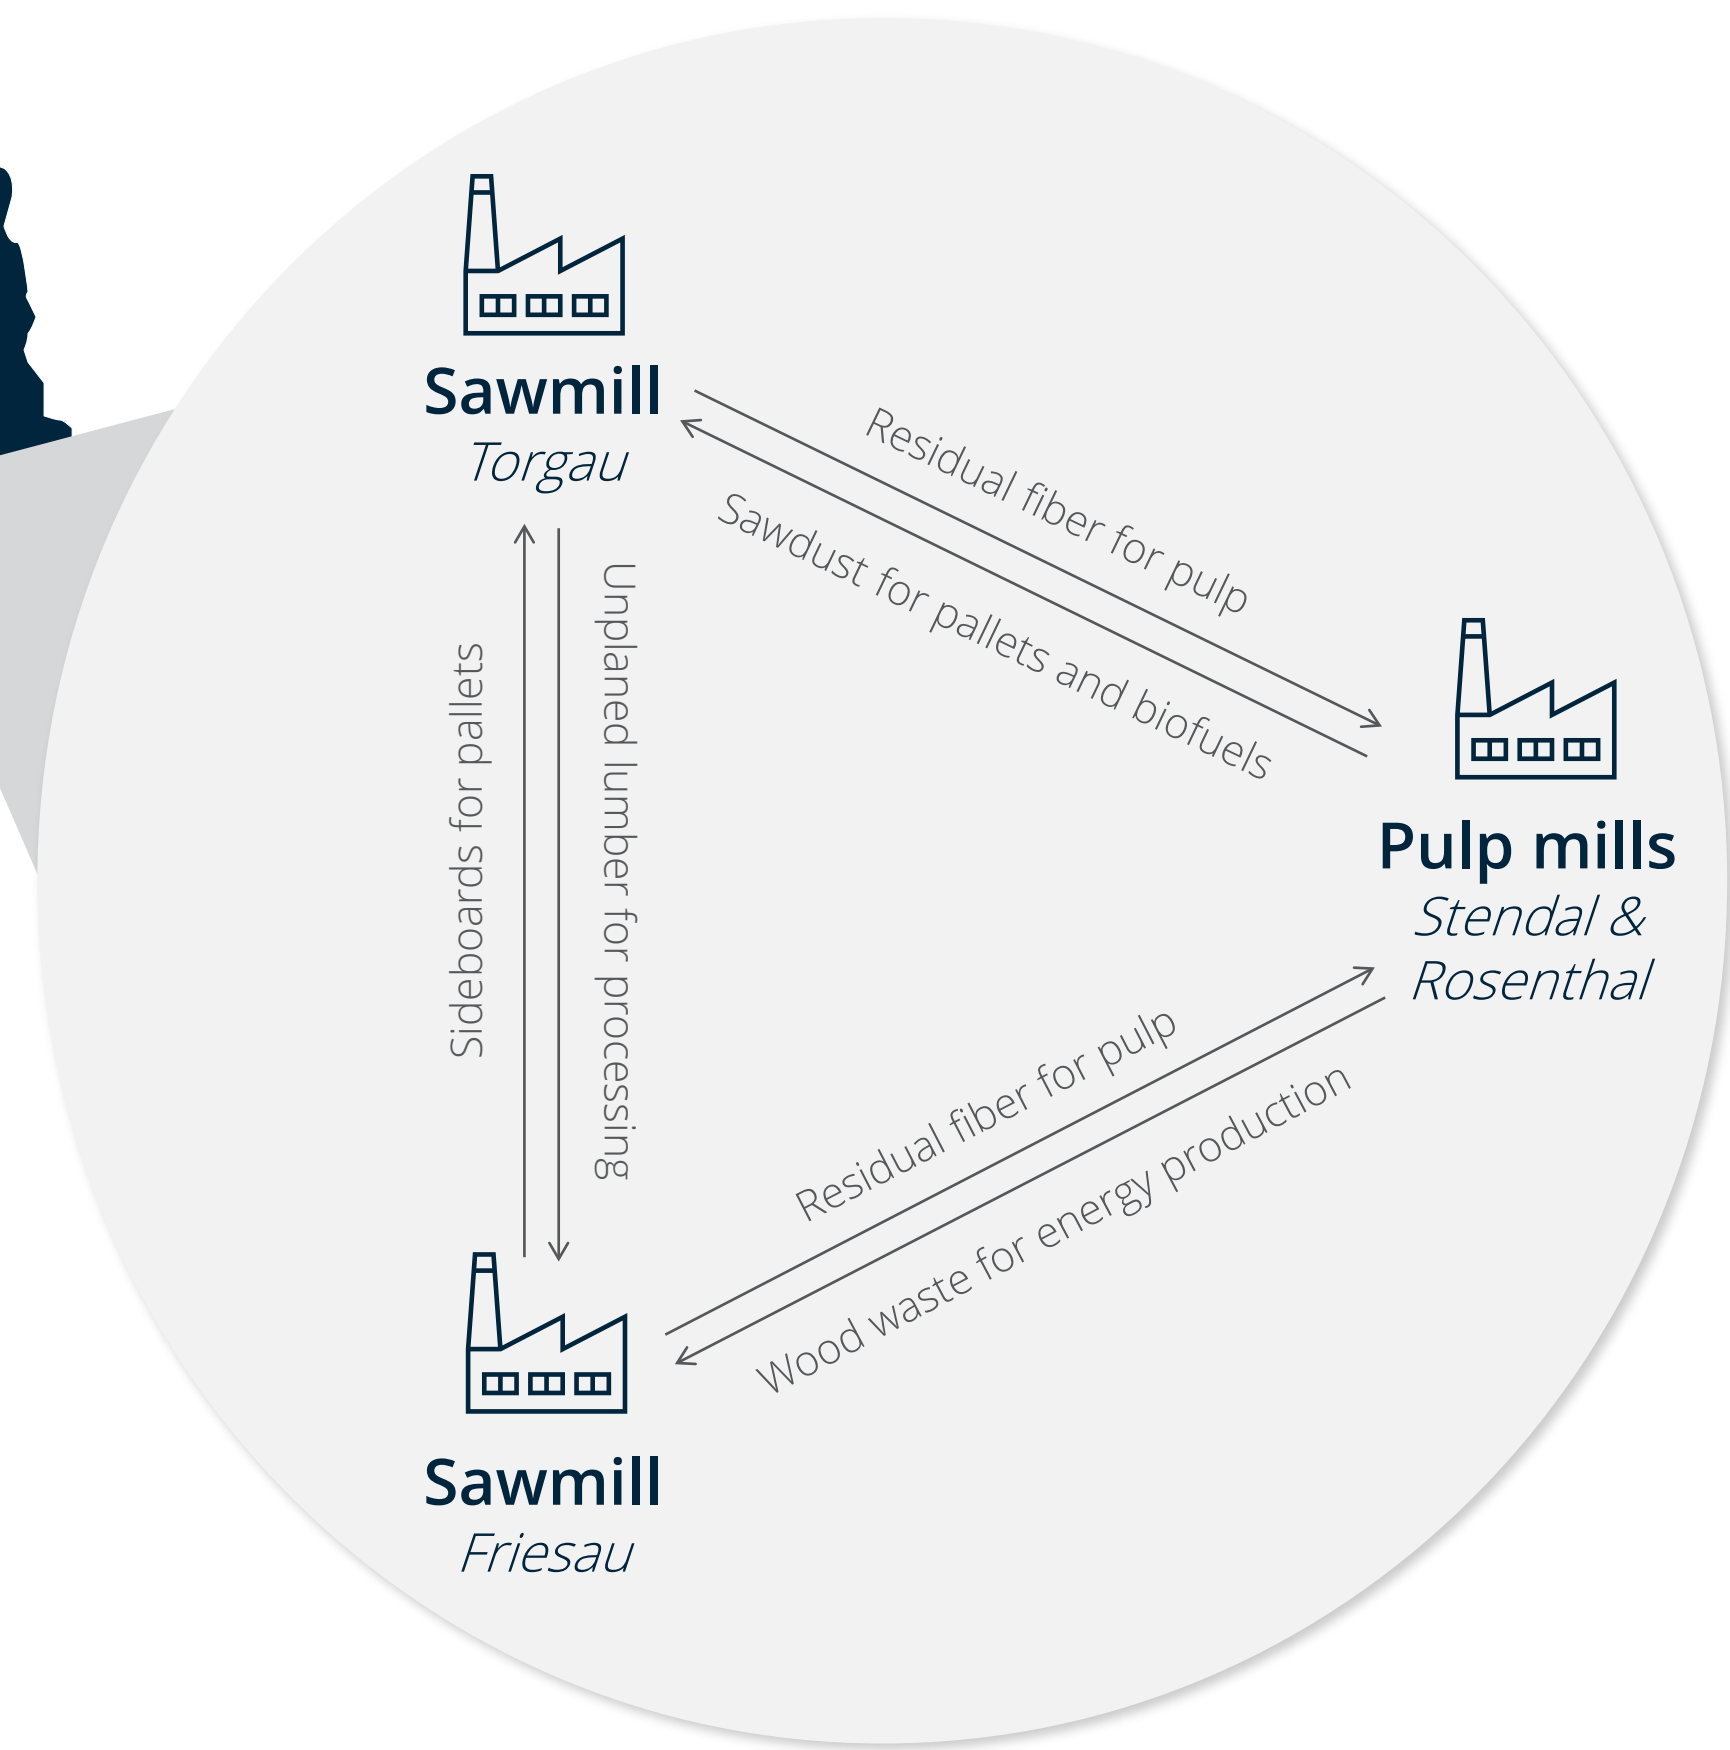 Sawmill
Torgau
Residual fiber for pulp
Sawdust for pallets and biofuels
Sideboards for pallets
Unplaned lumber for processing
Pulp mills
Stendal &
Rosenthal
Residual fiber for pulp
Wood waste for energy production
Sawmill
Friesau